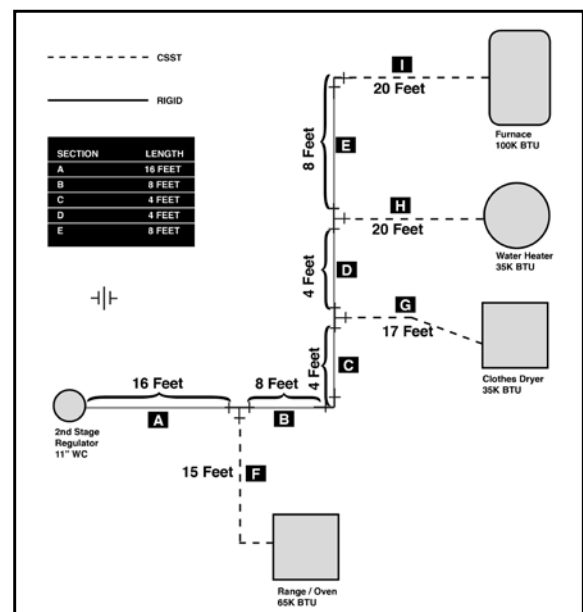 CSST
RIGID
SECTION LENGTH
A 16 FEET
B 8 FEET
C 4 FEET
D 4 FEET
E 8 FEET
I
20 Feet
Furnace
100K BTU
8 Feet
E
H
20 Feet
Water Heater
35K BTU
4 Feet
D
G
17 Feet
Clothes Dryer
35K BTU
4 Feet
C
16 Feet
8 Feet
A
B
2nd Stage
Regulator
11" WC
15 Feet
F
Range / Oven
65K BTU